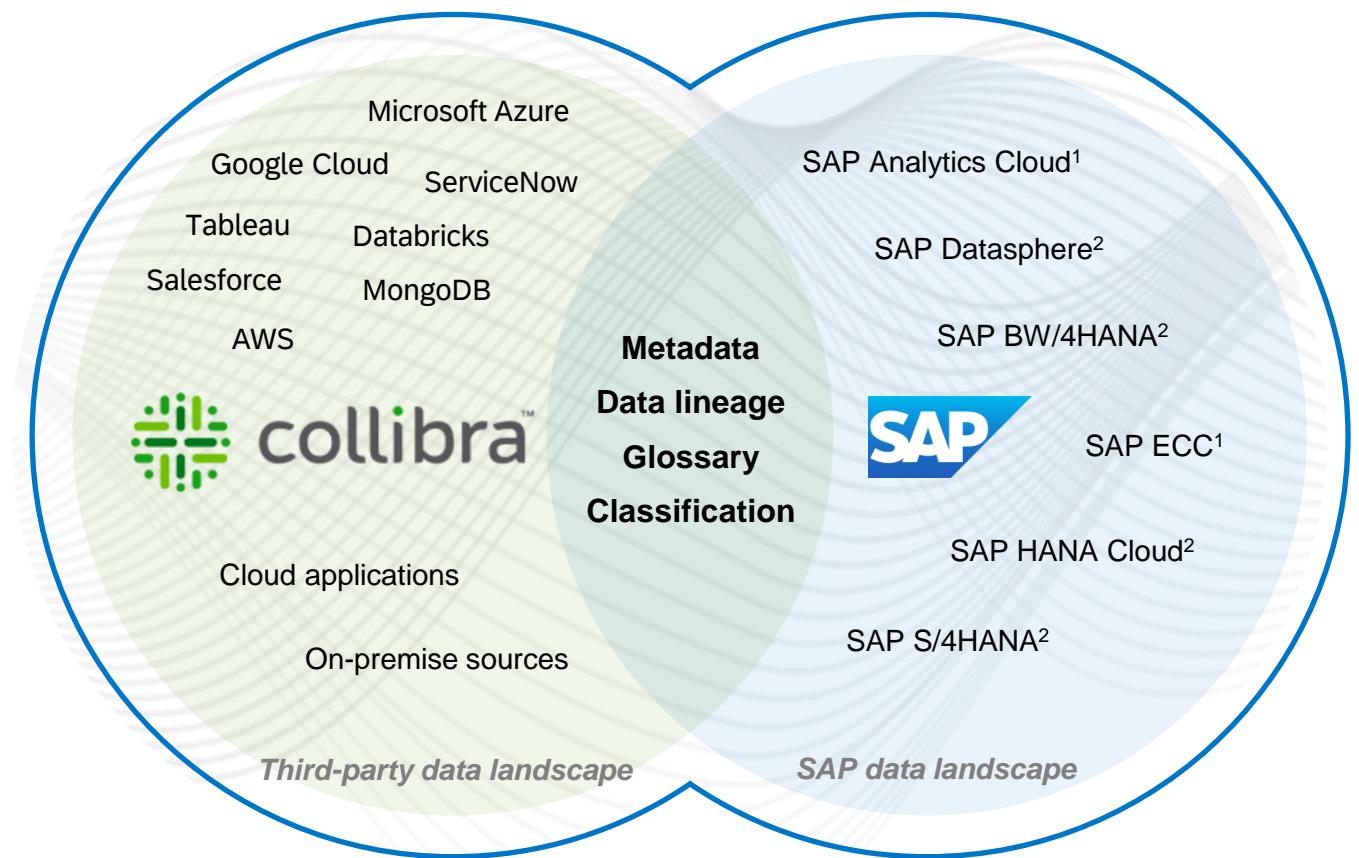 Microsoft Azure
Google Cloud
ServiceNow
Tableau
Databricks
Salesforce
MongoDB
AWS
collibra™
Cloud applications
On-premise sources
Third-party data landscape
Metadata
Data lineage
Glossary
Classification
SAP Analytics Cloud¹
SAP Datasphere²
SAP BW/4HANA²
SAP
SAP ECC¹
SAP HANA Cloud²
SAP S/4HANA²
SAP data landscape